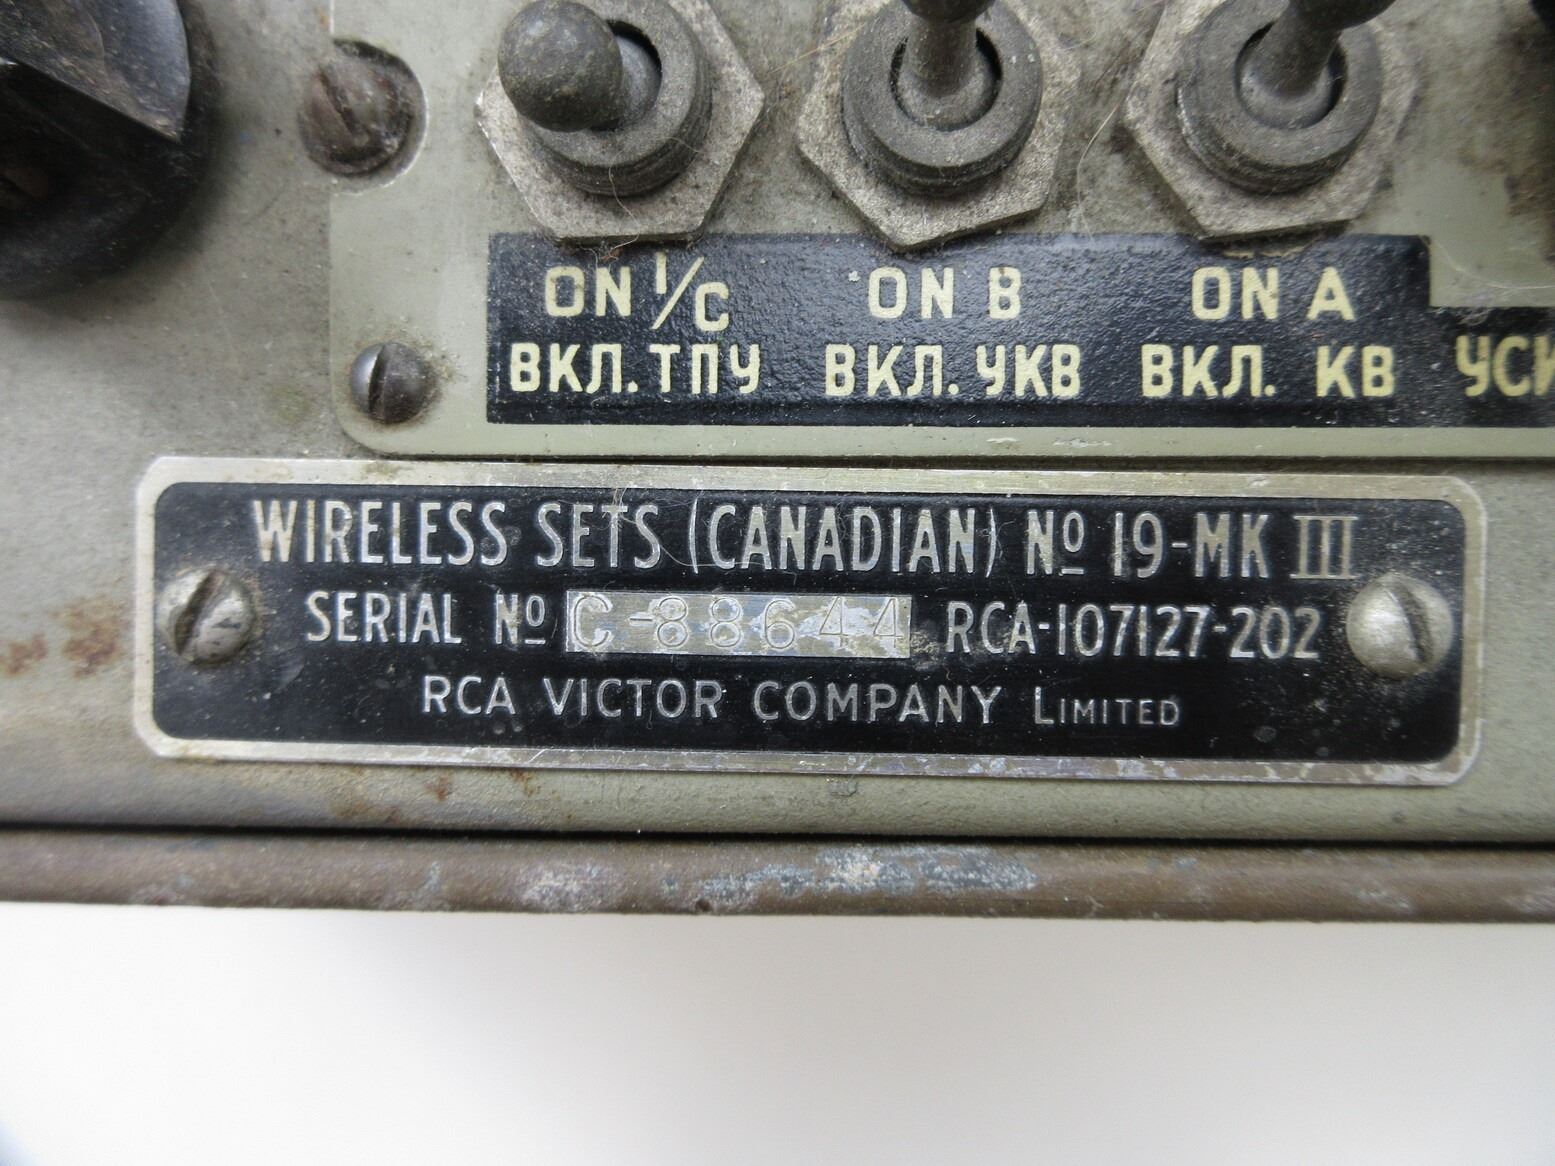 ON 1/C ON B ON A
ВКЛ. ТПУ ВКЛ. УКВ ВКЛ. КВ
WIRELESS SETS (CANADIAN) Nº 19-MK III
SERIAL Nº C-88644 RCA-107127-202
RCA VICTOR COMPANY LIMITED